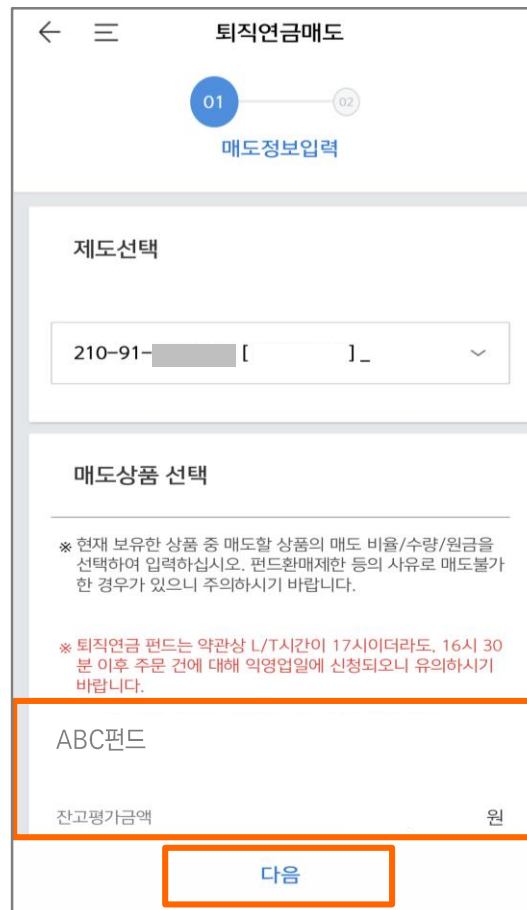 퇴직연금매도
01
02
매도정보입력
제도선택
210-91- [ ] _
매도상품 선택
※ 현재 보유한 상품 중 매도할 상품의 매도 비율/수량/원금을
선택하여 입력하십시오. 펀드환매제한 등의 사유로 매도불가
한 경우가 있으니 주의하시기 바랍니다.
※ 퇴직연금 펀드는 약관상 L/T시간이 17시이더라도, 16시 30
분 이후 주문 건에 대해 익영업일에 신청되오니 유의하시기
바랍니다.
ABC펀드
잔고평가금액 원
다음